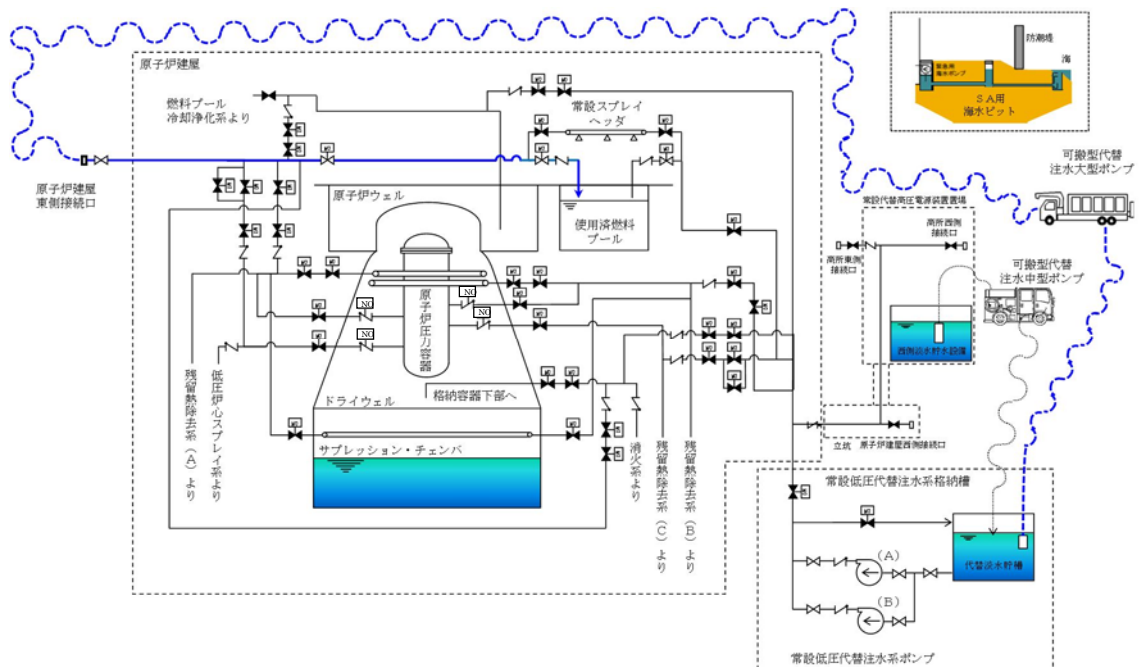 防潮堤
海
緊急用
海水ポンプ
ＳＡ用
海水ピット
原子炉建屋
燃料プール
冷却浄化系より
常設スプレイ
ヘッダ
原子炉建屋
東側接続口
原子炉ウェル
使用済燃料
プール
可搬型代替
注水大型ポンプ
常設代替高圧電源装置置場
高所西側
接続口
高所東側
接続口
可搬型代替
注水中型ポンプ
西側淡水貯水設備
NO
NO
NO
NO
原子炉圧力容器
格納容器下部へ
ドライウェル
サプレッション・チェンバ
残留熱除去系（A）より
低圧炉心スプレイ系より
消火系より
残留熱除去系（C）より
残留熱除去系（B）より
立坑
原子炉建屋西側接続口
常設低圧代替注水系格納槽
代替淡水貯槽
(A)
(B)
常設低圧代替注水系ポンプ